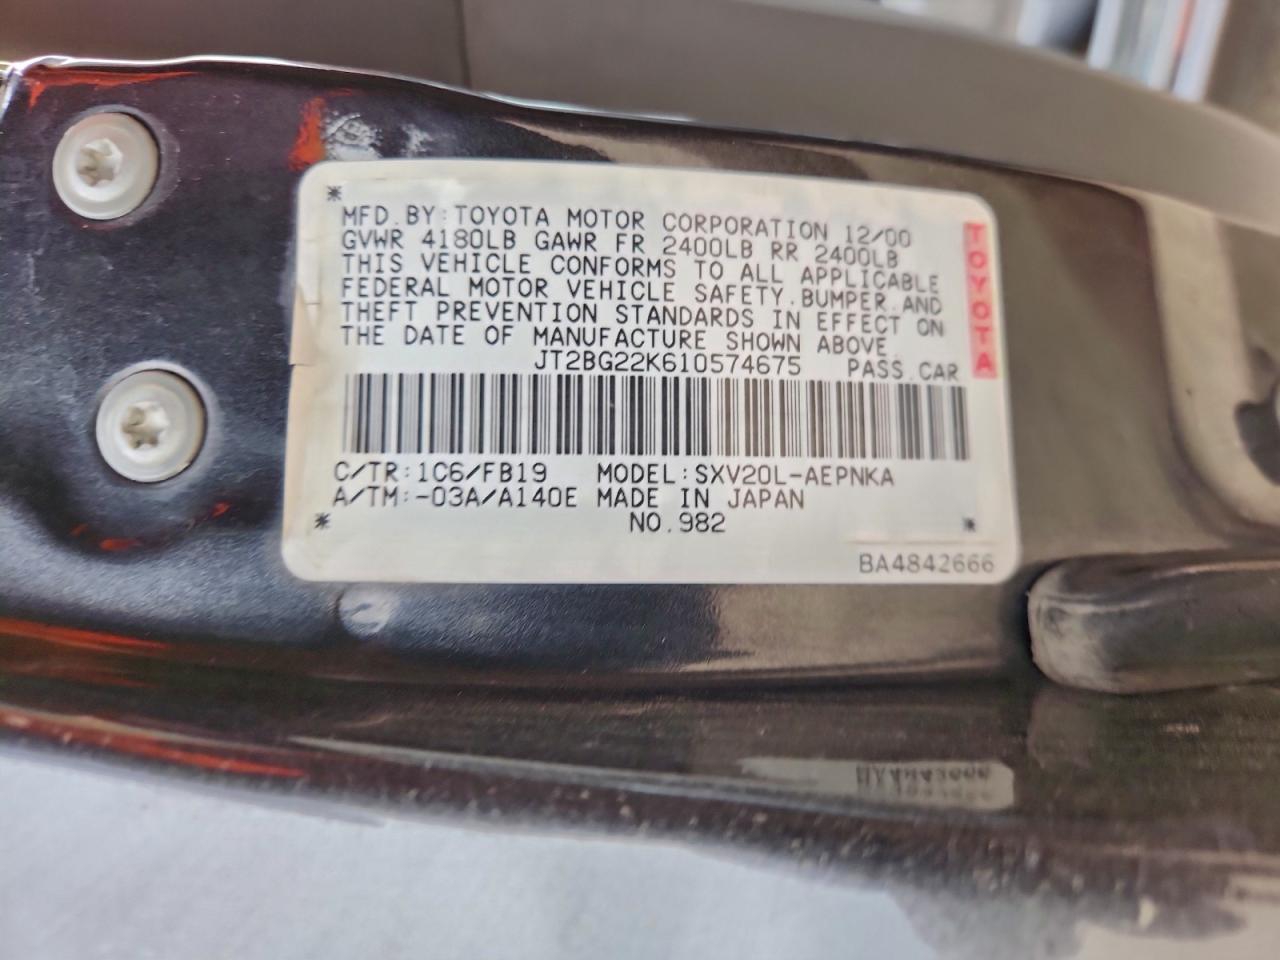 *
MFD. BY: TOYOTA MOTOR CORPORATION 12/00
GVWR 4180LB GAWR FR 2400LB RR 2400LB
THIS VEHICLE CONFORMS TO ALL APPLICABLE
FEDERAL MOTOR VEHICLE SAFETY, BUMPER, AND
THEFT PREVENTION STANDARDS IN EFFECT ON
THE DATE OF MANUFACTURE SHOWN ABOVE.
JT2BG22K610574675 PASS. CAR
TOYOTA
C/TR: 1C6/FB19 MODEL: SXV20L-AEPNKA
A/TM: -03A/A140E MADE IN JAPAN
* NO. 982 *
BA4842666